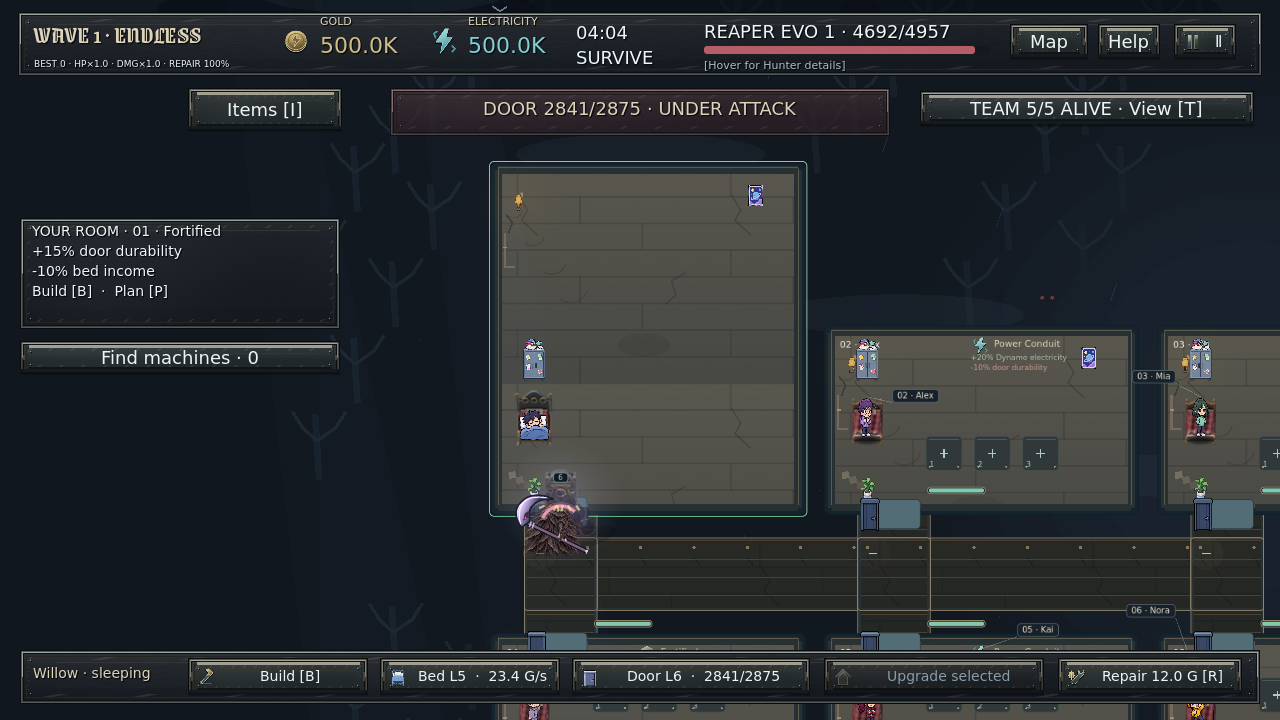 WAVE 1 · ENDLESS
BEST 0 · HP×1.0 · DMG×1.0 · REPAIR 100%
GOLD
500.0K
ELECTRICITY
500.0K
04:04
SURVIVE
REAPER EVO 1 · 4692/4957
[Hover for Hunter details]
Map
Help
II
Items [I]
DOOR 2841/2875 · UNDER ATTACK
TEAM 5/5 ALIVE · View [T]
YOUR ROOM · 01 · Fortified
+15% door durability
-10% bed income
Build [B] · Plan [P]
Find machines · 0
02
Power Conduit
+20% Dynamo electricity
-10% door durability
02 · Alex
+
+
+
1
2
3
03 ·
03 · Mia
+
1
6
06 · Nora
05 · Kai
Willow · sleeping
Build [B]
Bed L5 · 23.4 G/s
Door L6 · 2841/2875
Upgrade selected
Repair 12.0 G [R]